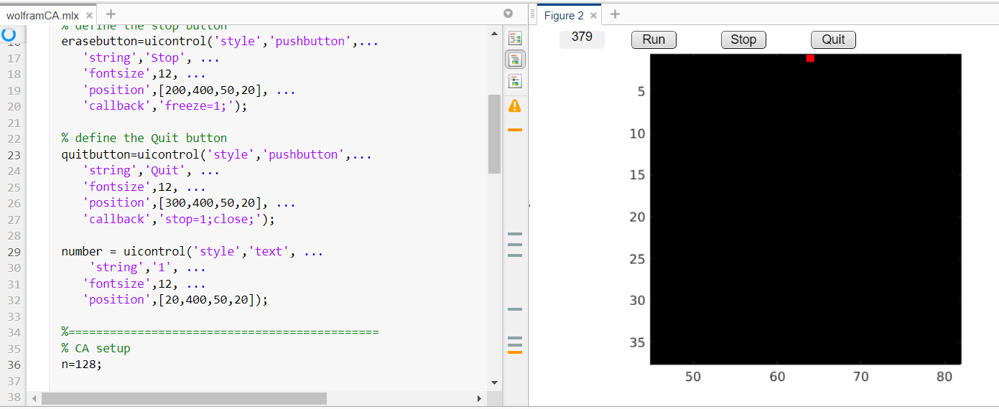 wolframCA.mlx
% define the stop button
16 erasebutton=uicontrol('style','pushbutton',...
17 'string','Stop', ...
18 'fontsize',12, ...
19 'position',[200,400,50,20], ...
20 'callback','freeze=1;');
21
22 % define the Quit button
23 quitbutton=uicontrol('style','pushbutton',...
24 'string','Quit', ...
25 'fontsize',12, ...
26 'position',[300,400,50,20], ...
27 'callback','stop=1;close;');
28
29 number = uicontrol('style','text', ...
30 'string','1', ...
31 'fontsize',12, ...
32 'position',[20,400,50,20]);
33
34 %=============================================
35 % CA setup
36 n=128;
37
38
Figure 2
379 Run Stop Quit
5
10
15
20
25
30
35
50 60 70 80